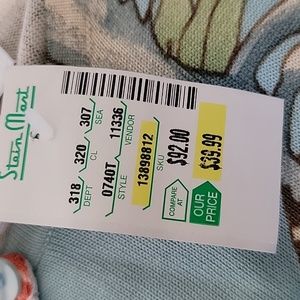 Stein Mart
318 320 307
DEPT CL SEA
0740T 11336
STYLE VENDOR
13898812
SKU
COMPARE AT $92.00
OUR PRICE $39.99